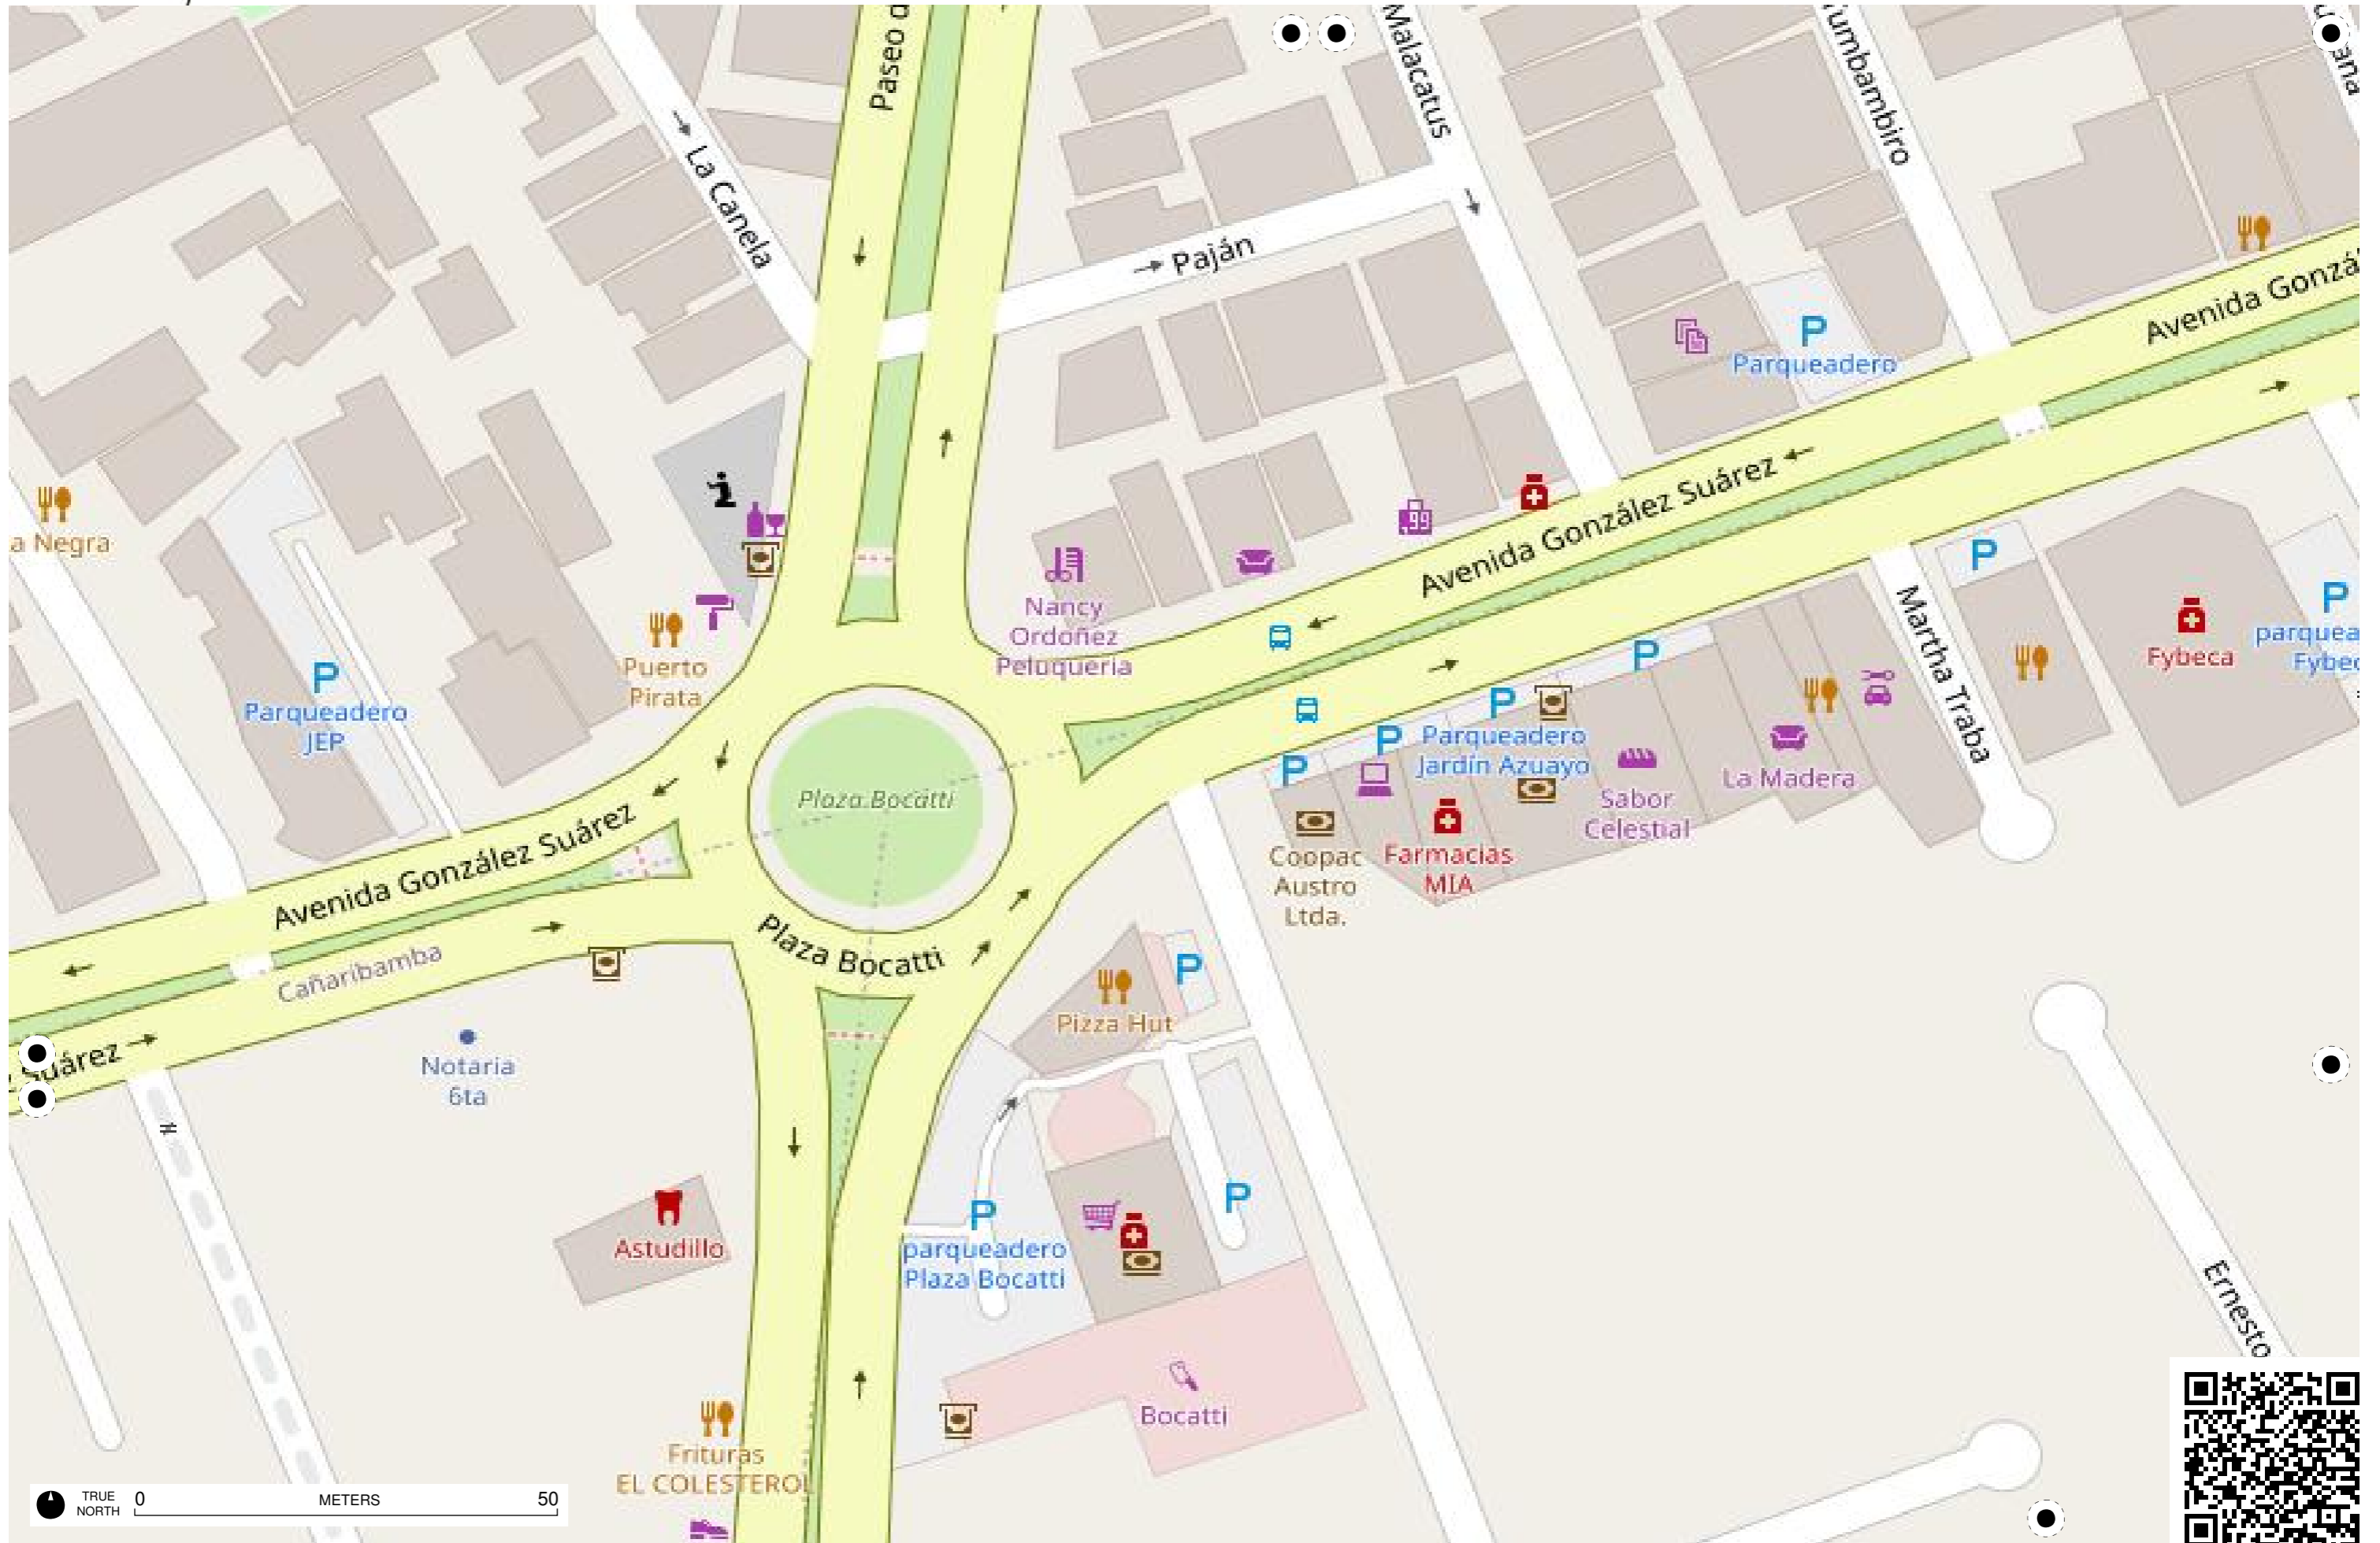 Paseo d
Malacatus
umbambiro
ana
La Canela
Paján
Avenida Gonzál
Parqueadero
Avenida González Suárez
a Negra
Nancy
Ordoñez
Peluqueria
Puerto
Pirata
Martha Traba
Fybeca
parquea
Fybec
Parqueadero
JEP
Parqueadero
Jardín Azuayo
Sabor
Celestial
La Madera
Plaza Bocatti
Coopac
Austro
Ltda.
Farmacias
MIA
Avenida González Suárez
Cañaribamba
Plaza Bocatti
Pizza Hut
z Suárez
Notaria
6ta
Astudillo
parqueadero
Plaza Bocatti
Ernesto
Bocatti
Frituras
EL COLESTEROL
TRUE
NORTH
0 METERS 50